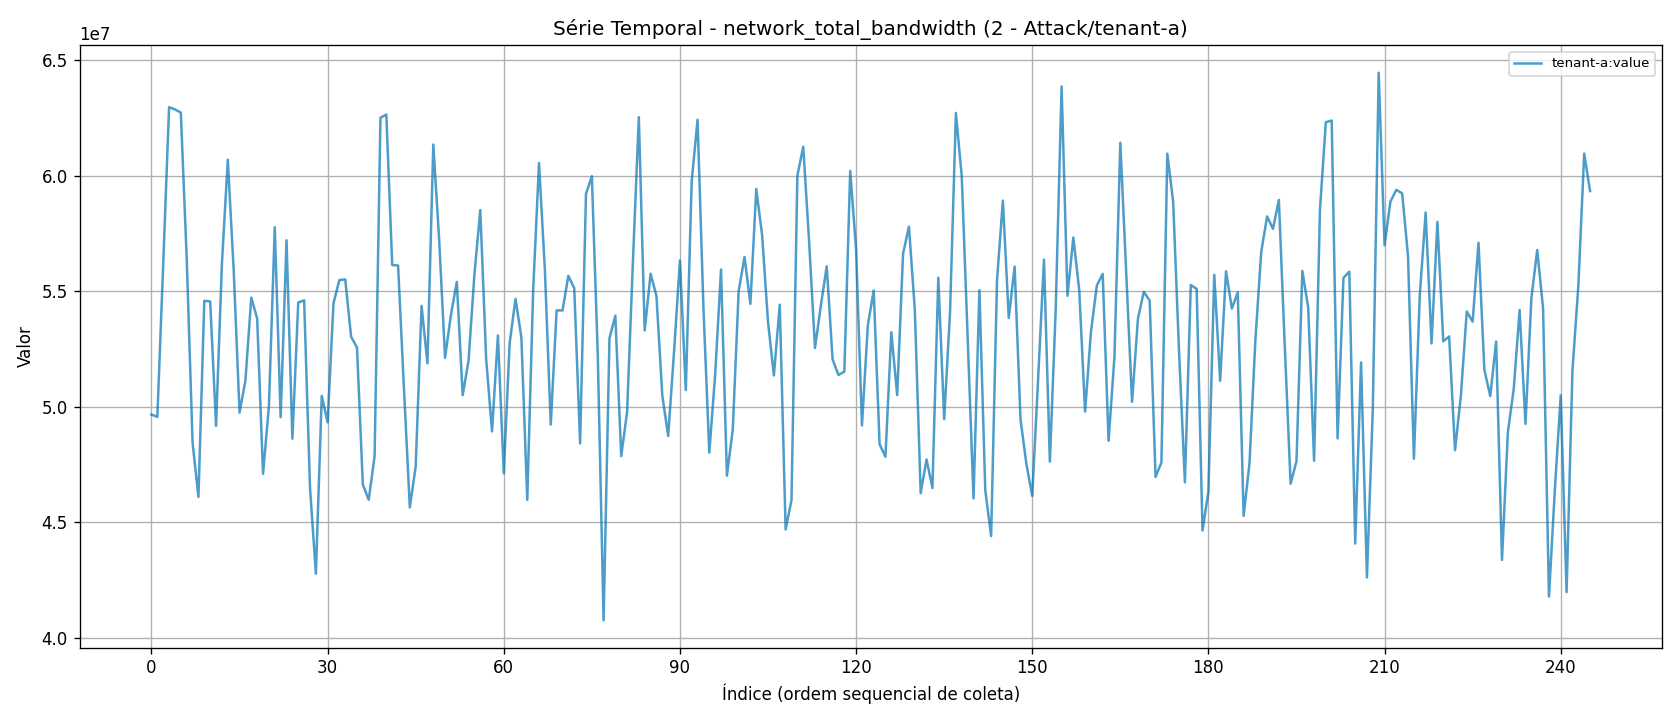 Série Temporal - network_total_bandwidth (2 - Attack/tenant-a)
1e7
tenant-a:value
6.5
6.0
5.5
5.0
4.5
4.0
Valor
0 30 60 90 120 150 180 210 240
Índice (ordem sequencial de coleta)